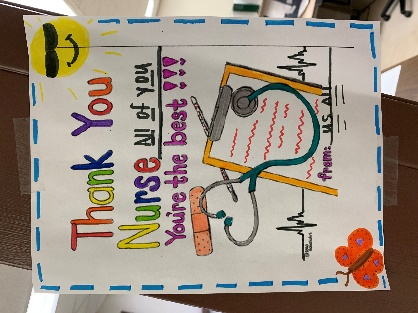 Thank You
Nurse All of you
You're the best !!!
from: us all